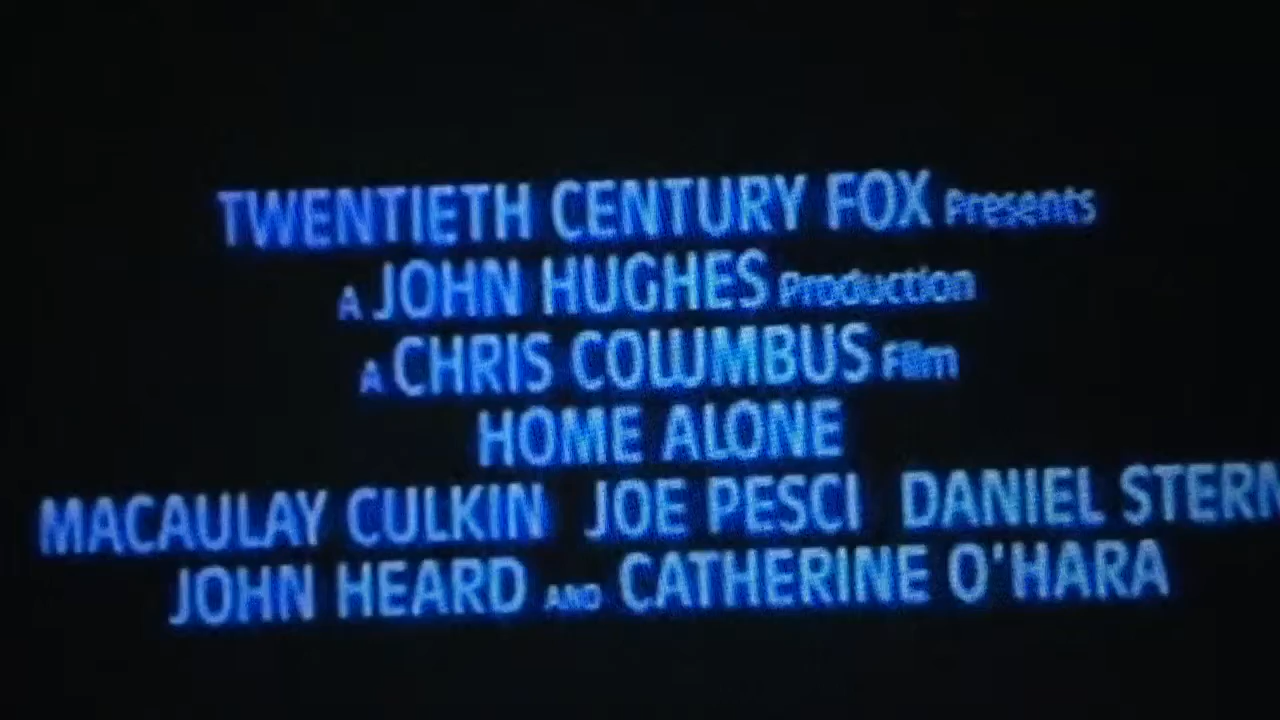 TWENTIETH CENTURY FOX Presents
A JOHN HUGHES Production
A CHRIS COLUMBUS Film
HOME ALONE
MACAULAY CULKIN JOE PESCI DANIEL STERN
JOHN HEARD AND CATHERINE O'HARA